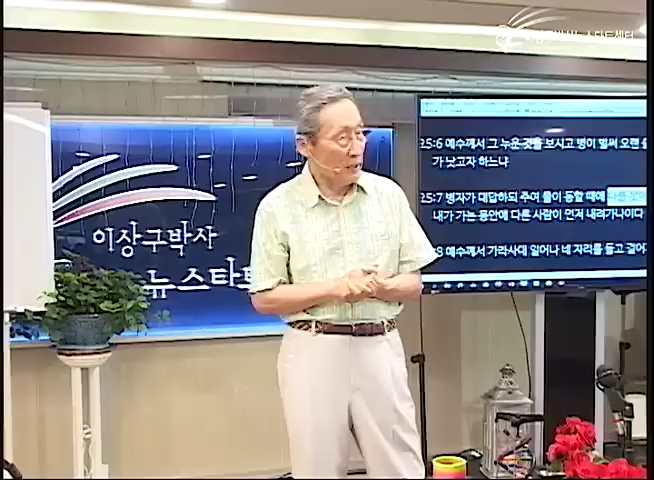 이상구박사
뉴스타트
5:6 예수께서 그 누운 것을 보시고 병이 벌써 오랜
가 낫고자 하느냐
5:7 병자가 대답하되 주여 물이 동할 때에
내가 가는 동안에 다른 사람이 먼저 내려가나이다
8 예수께서 가라사대 일어나 네 자리를 들고 걸어